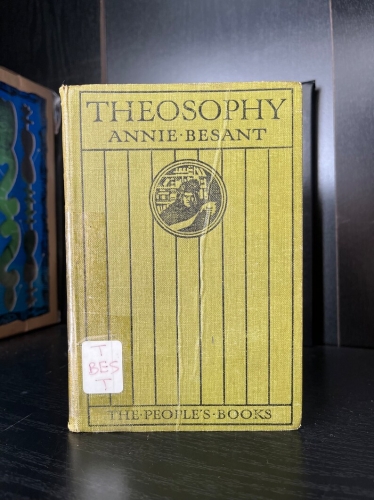 THEOSOPHY
ANNIE·BESANT
T
BES
T
THE·PEOPLE'S·BOOKS